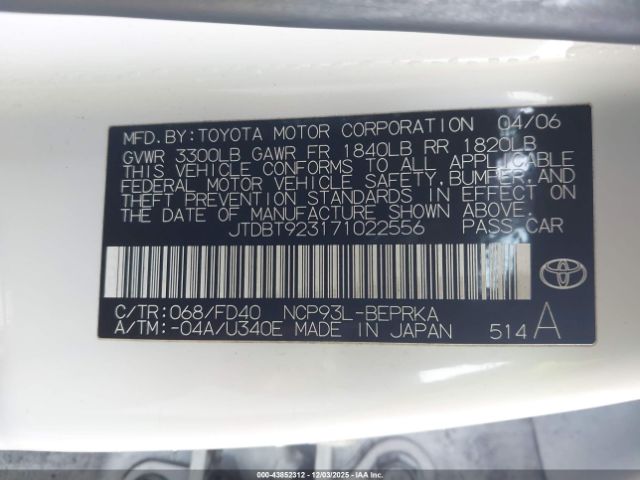 MFD. BY: TOYOTA MOTOR CORPORATION 04/06
GVWR 3300LB GAWR FR 1840LB RR 1820LB
THIS VEHICLE CONFORMS TO ALL APPLICABLE
FEDERAL MOTOR VEHICLE SAFETY, BUMPER, AND
THEFT PREVENTION STANDARDS IN EFFECT ON
THE DATE OF MANUFACTURE SHOWN ABOVE.
JTDBT923171022556 PASS. CAR
C/TR: 068/FD40 NCP93L-BEPRKA
A/TM: -04A/U340E MADE IN JAPAN 514 A
000-43852312 - 12/03/2025 - IAA